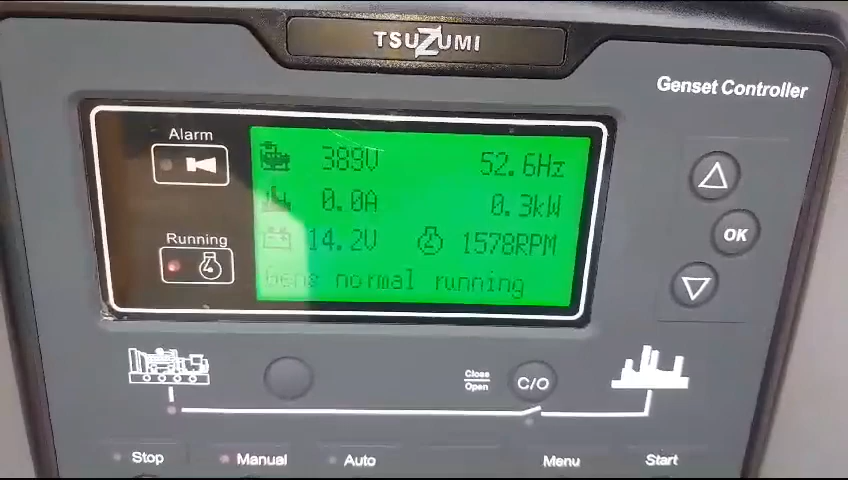 TSUZUMI
Genset Controller
Alarm
389V 52.6Hz
0.0A 0.3kW
Running
14.2V 1578RPM
Gens normal running
OK
Close
Open
C/O
Stop Manual Auto Menu Start